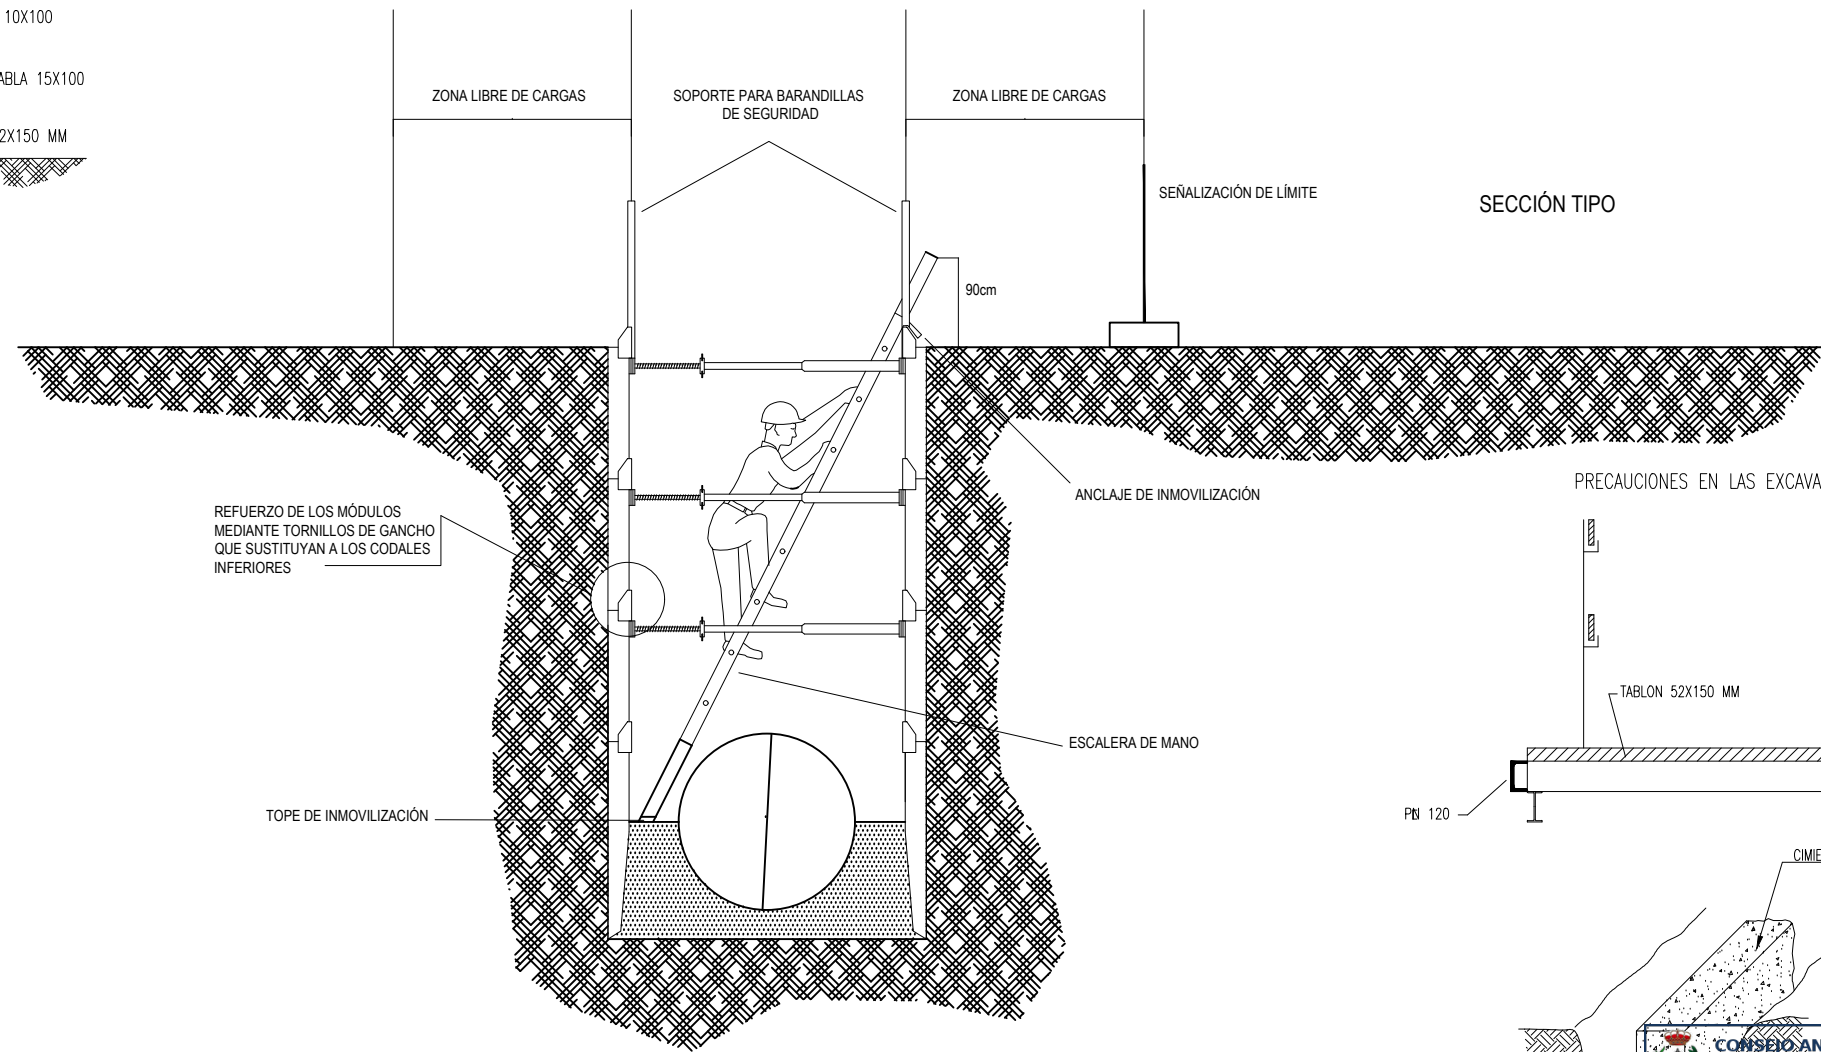 10X100
15X100
2X150 MM
ZONA LIBRE DE CARGAS
SOPORTE PARA BARANDILLAS
DE SEGURIDAD
ZONA LIBRE DE CARGAS
SEÑALIZACIÓN DE LÍMITE
SECCIÓN TIPO
90cm
PRECAUCIONES EN LAS EXCAVA
ANCLAJE DE INMOVILIZACIÓN
REFUERZO DE LOS MÓDULOS
MEDIANTE TORNILLOS DE GANCHO
QUE SUSTITUYAN A LOS CODALES
INFERIORES
TABLON 52X150 MM
ESCALERA DE MANO
TOPE DE INMOVILIZACIÓN
120
CIMIE
CONSEJO AN